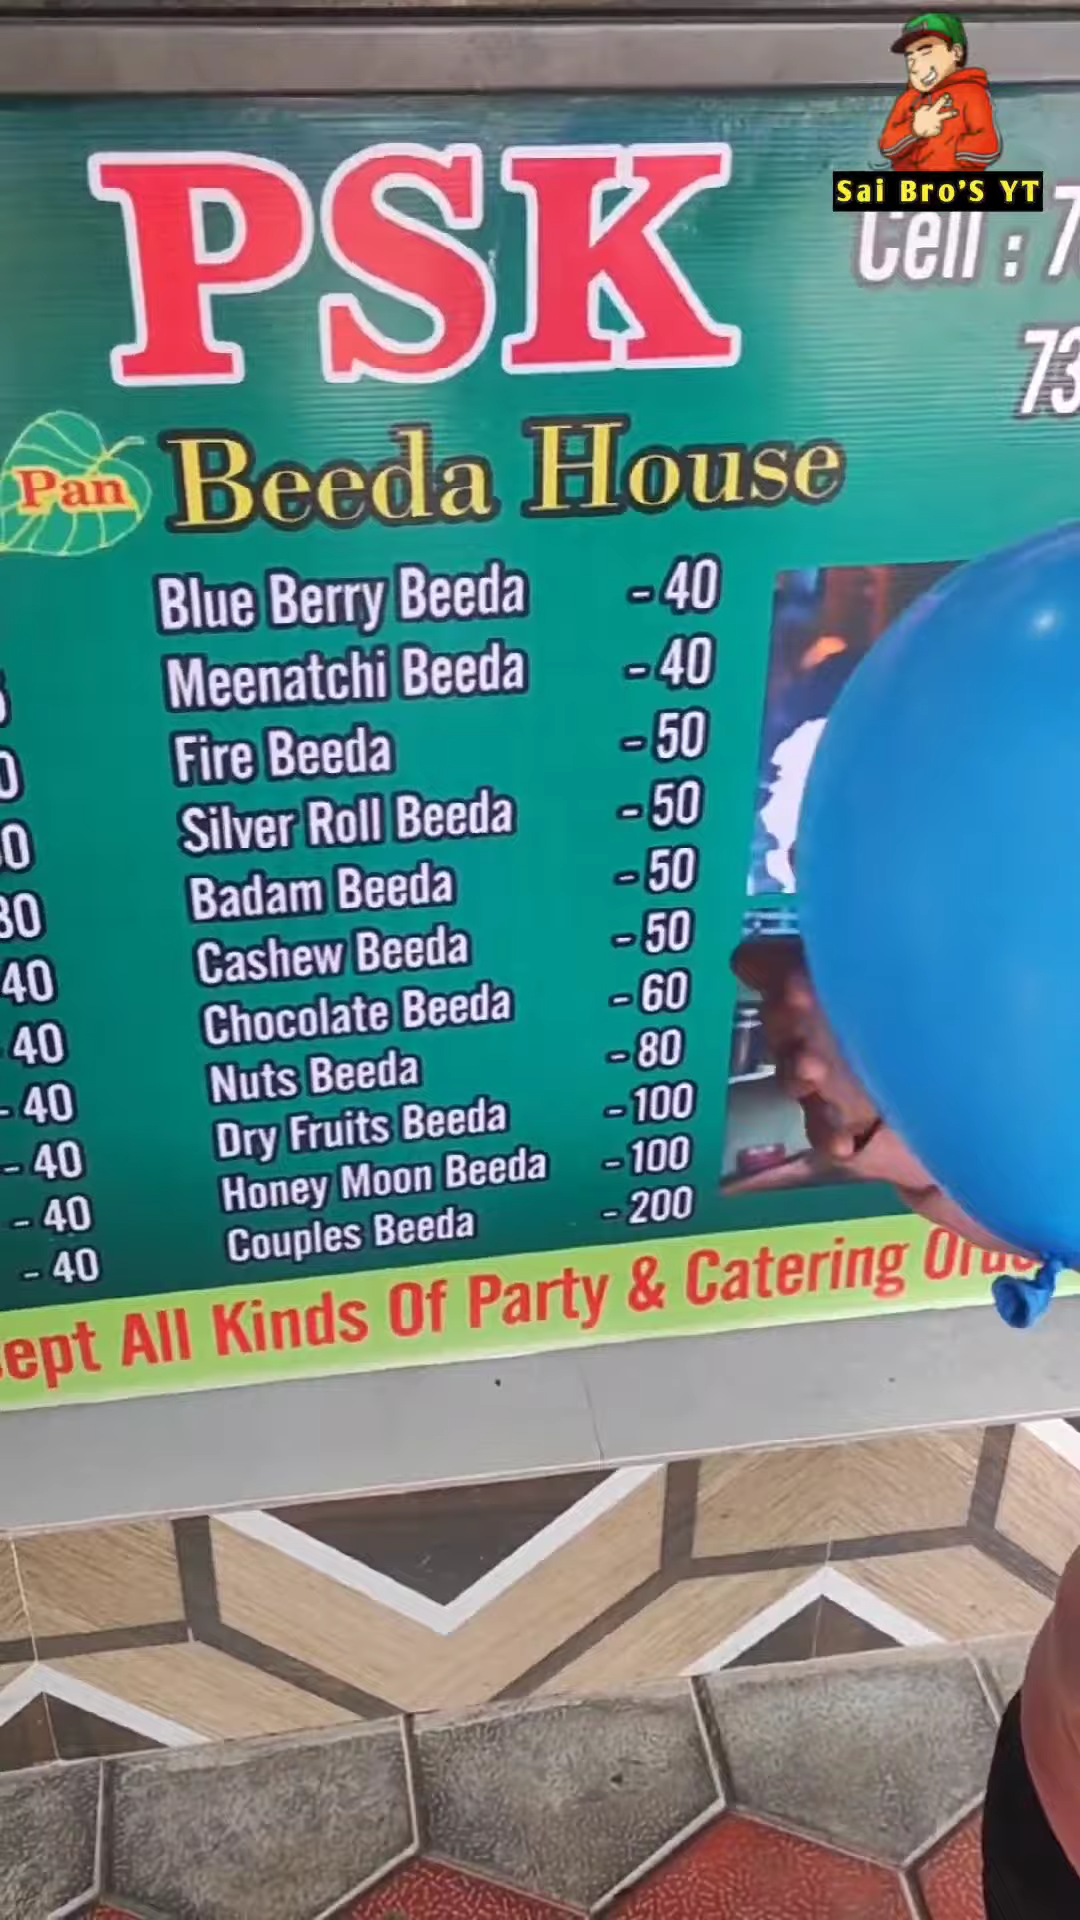 Sai Bro'S YT
PSK
Cell : 7
73
Pan
Beeda House
Blue Berry Beeda - 40
Meenatchi Beeda - 40
Fire Beeda - 50
Silver Roll Beeda - 50
Badam Beeda - 50
Cashew Beeda - 50
Chocolate Beeda - 60
Nuts Beeda - 80
Dry Fruits Beeda - 100
Honey Moon Beeda - 100
Couples Beeda - 200
40
40
- 40
- 40
- 40
- 40
All Kinds Of Party & Catering